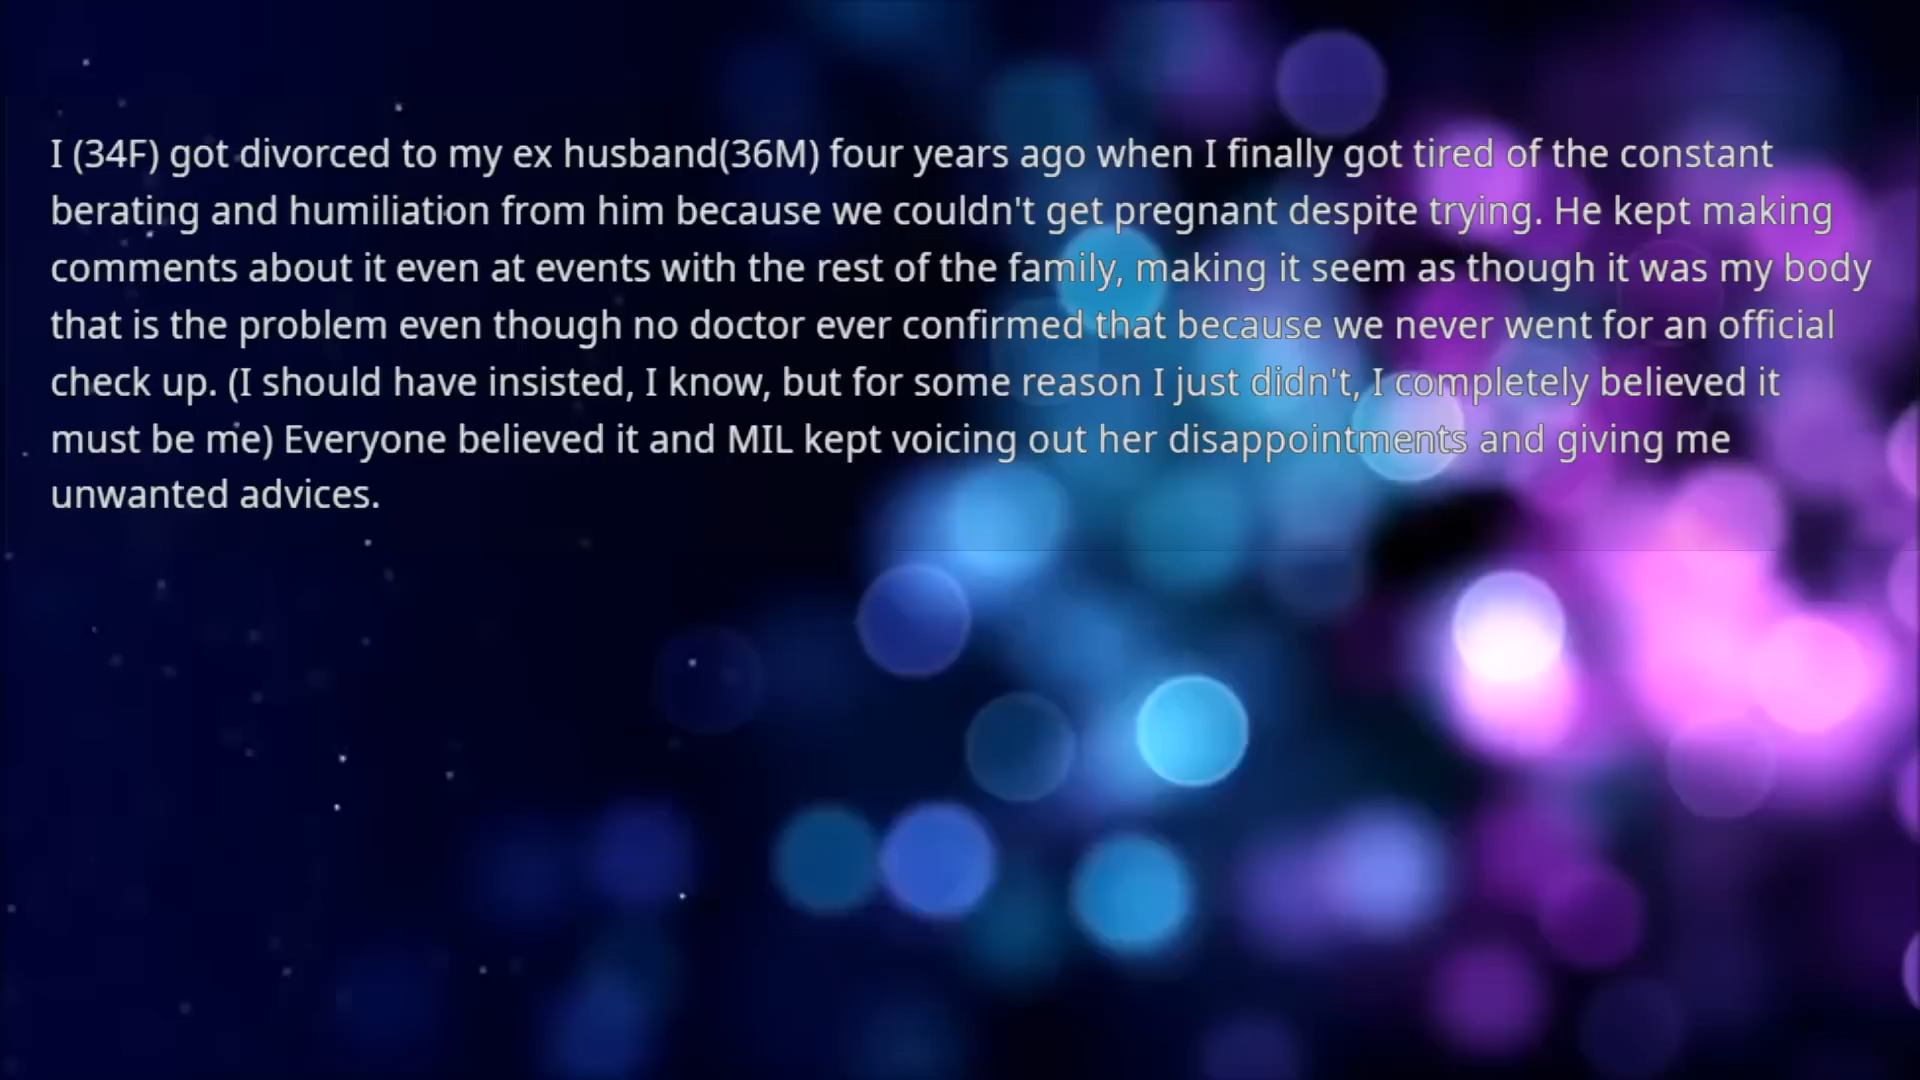 I (34F) got divorced to my ex husband(36M) four years ago when I finally got tired of the constant
berating and humiliation from him because we couldn't get pregnant despite trying. He kept making
comments about it even at events with the rest of the family, making it seem as though it was my body
that is the problem even though no doctor ever confirmed that because we never went for an official
check up. (I should have insisted, I know, but for some reason I just didn't, I completely believed it
must be me) Everyone believed it and MIL kept voicing out her disappointments and giving me
unwanted advices.